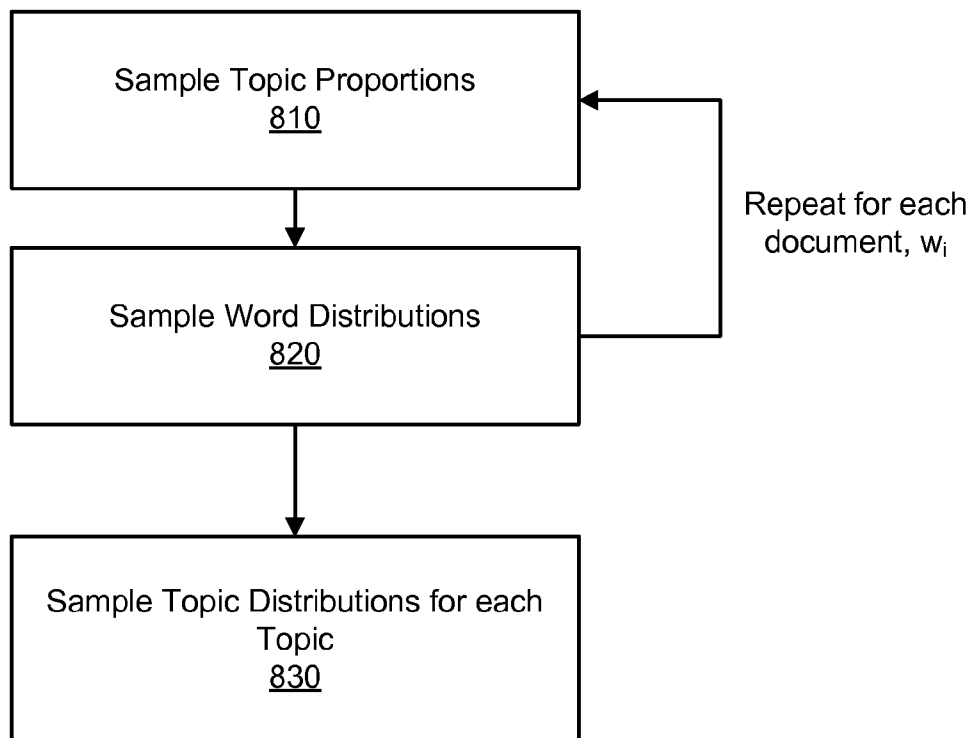 Sample Topic Proportions
810
Repeat for each
document, wᵢ
Sample Word Distributions
820
Sample Topic Distributions for each
Topic
830